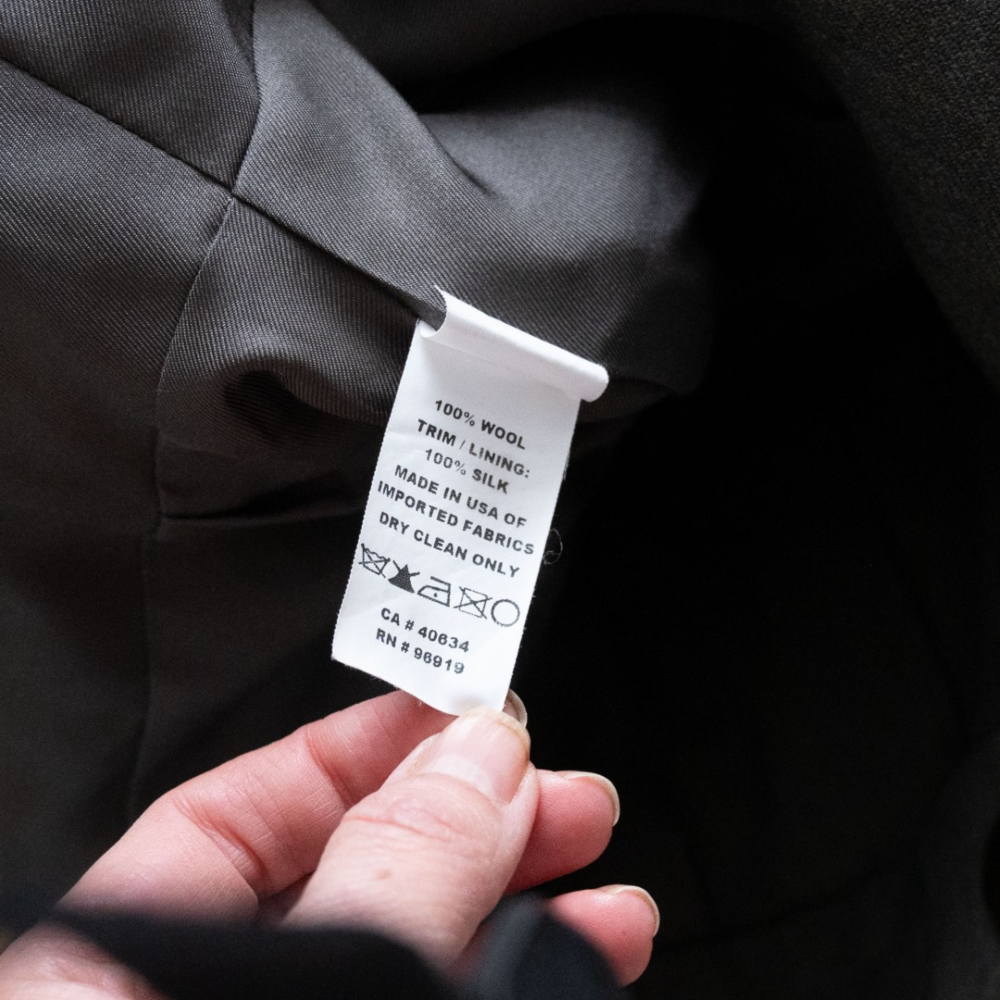 100% WOOL
TRIM / LINING:
100% SILK
MADE IN USA OF
IMPORTED FABRICS
DRY CLEAN ONLY
CA # 40634
RN # 96919